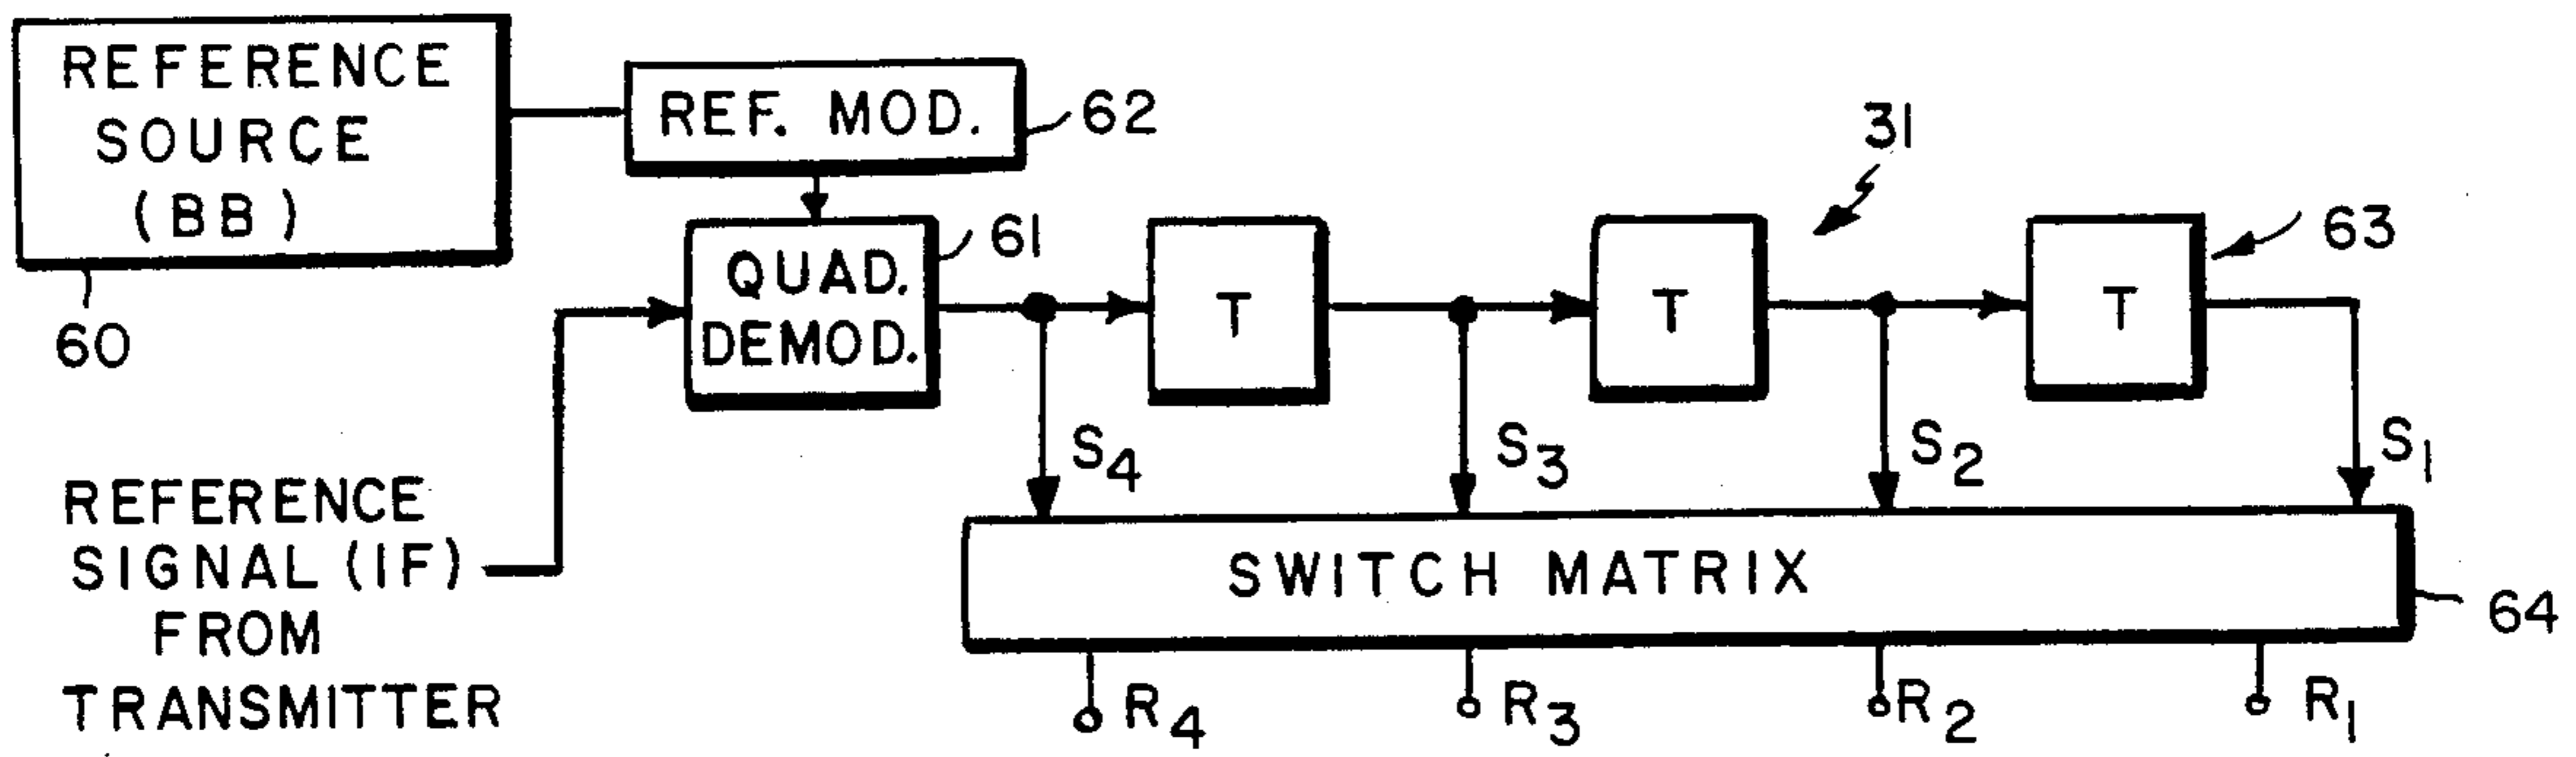 REFERENCE
SOURCE
(BB)
60
REF. MOD.
62
QUAD.
DEMOD.
61
T
T
T
31
63
REFERENCE
SIGNAL (IF)
FROM
TRANSMITTER
S4
S3
S2
S1
SWITCH MATRIX
64
R4
R3
R2
R1